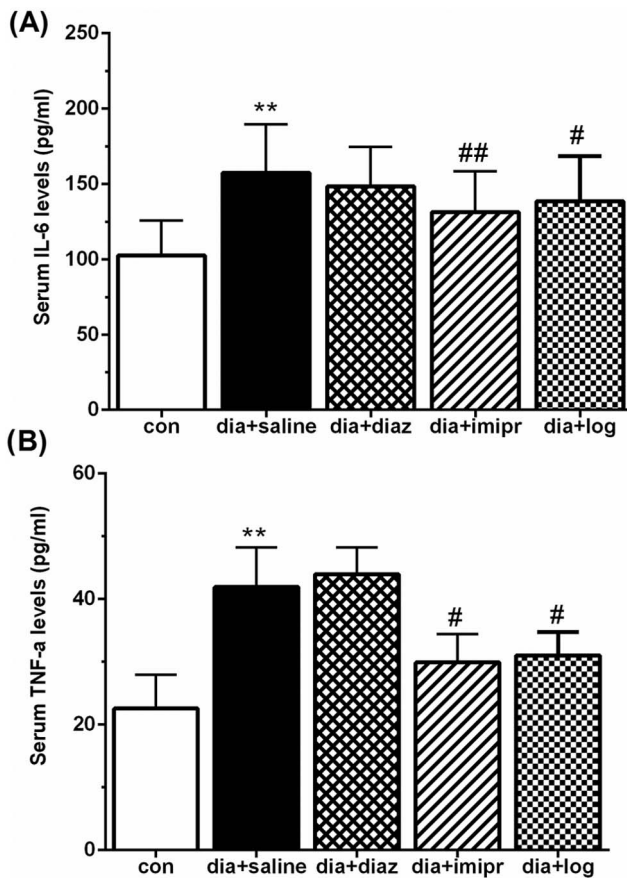 (A)
Serum IL-6 levels (pg/ml)
250
200
150
100
50
0
**
##
#
con dia+saline dia+diaz dia+imipr dia+log
(B)
Serum TNF-a levels (pg/ml)
60
40
20
0
**
#
#
con dia+saline dia+diaz dia+imipr dia+log